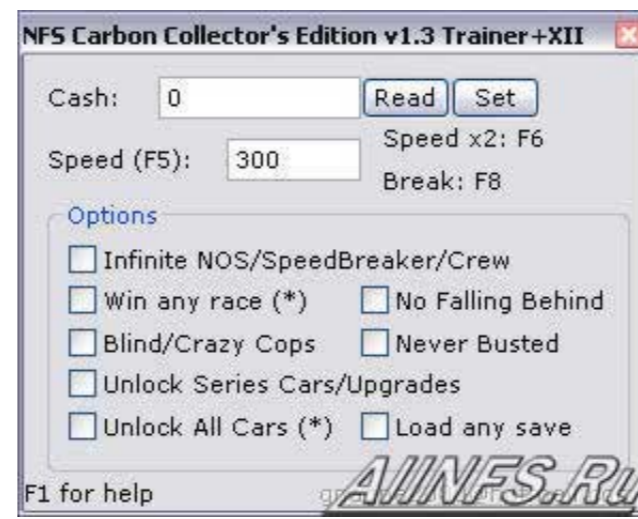 NFS Carbon Collector's Edition v1.3 Trainer+XII
Cash: 0 Read Set
Speed x2: F6
Speed (F5): 300
Break: F8
Options
Infinite NOS/SpeedBreaker/Crew
Win any race (*) No Falling Behind
Blind/Crazy Cops Never Busted
Unlock Series Cars/Upgrades
Unlock All Cars (*) Load any save
F1 for help
AllNFS.RU